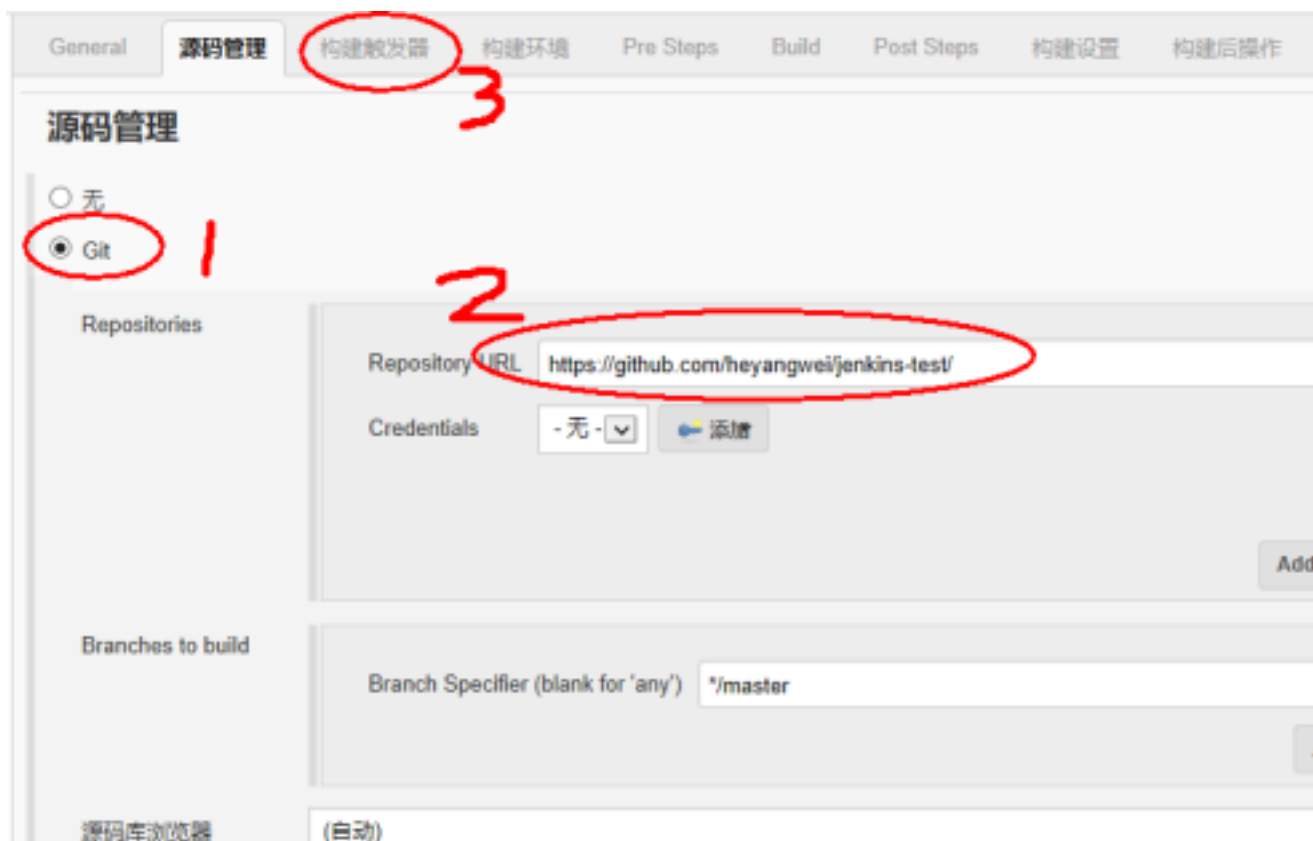 General 源码管理 构建触发器 构建环境 Pre Steps Build Post Steps 构建设置 构建后操作
3
源码管理
无
Git
1
2
Repositories
Repository URL https://github.com/heyangwei/jenkins-test/
Credentials - 无 - 添加
Add
Branches to build
Branch Specifier (blank for 'any') */master
源码库浏览器 (自动)